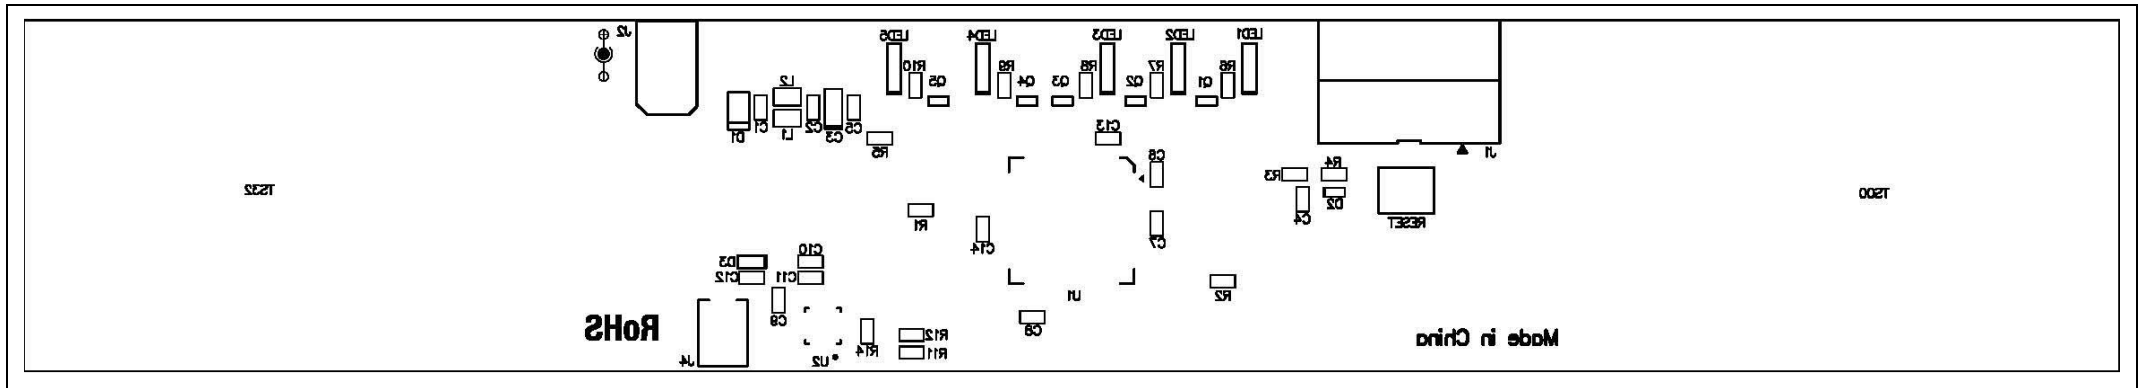 J2
LED5
LED4
LED3
LED2
LED1
R10
Q5
R9
Q4
Q3
R8
Q2
R7
Q1
R6
L2
D1
C1
L1
C2
C3
C5
R5
C13
C6
J1
R3
R4
TS32
TS00
R1
C14
C7
C4
D2
RESET
D3
C10
C12
C11
U1
R2
C9
C8
RoHS
R14
R12
R11
Made in China
J4
U2